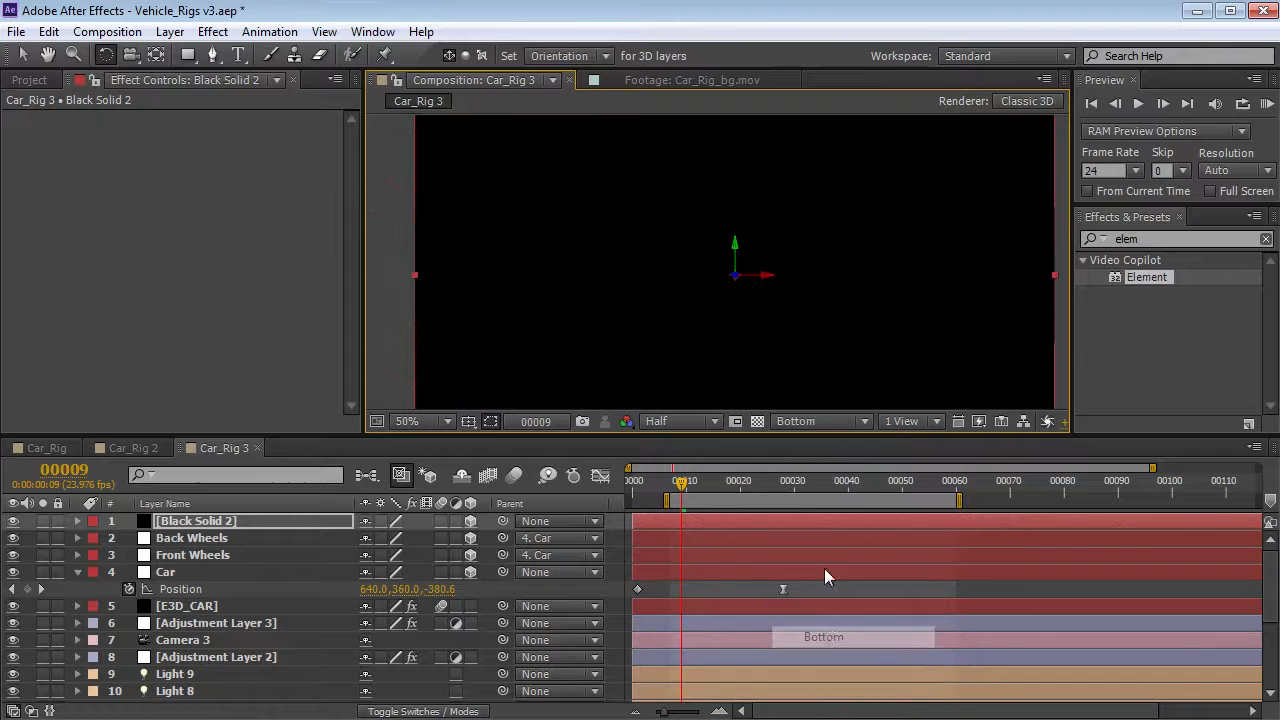 Adobe After Effects - Vehicle_Rigs v3.aep *
File Edit Composition Layer Effect Animation View Window Help
Set Orientation for 3D layers Workspace: Standard Search Help
Project Effect Controls: Black Solid 2 Composition: Car_Rig 3 Footage: Car_Rig_bg.mov Preview
Car_Rig 3 • Black Solid 2 Car_Rig 3 Renderer: Classic 3D
RAM Preview Options
Frame Rate Skip Resolution
24 0 Auto
From Current Time Full Screen
Effects & Presets
elem
Video Copilot
32 Element
50% 00009 Half Bottom 1 View
Car_Rig Car_Rig 2 Car_Rig 3
00009
0:00:00:09 (23.976 fps)
0000 00010 00020 00030 00040 00050 00060 00070 00080 00090 00100 00110
# Layer Name Parent
1 [Black Solid 2] None
2 Back Wheels 4. Car
3 Front Wheels 4. Car
4 Car None
Position 640.0,360.0,-380.6
5 [E3D_CAR] fx None
6 [Adjustment Layer 3] fx None
7 Camera 3 None Bottom
8 [Adjustment Layer 2] fx None
9 Light 9 None
10 Light 8 None
Toggle Switches / Modes